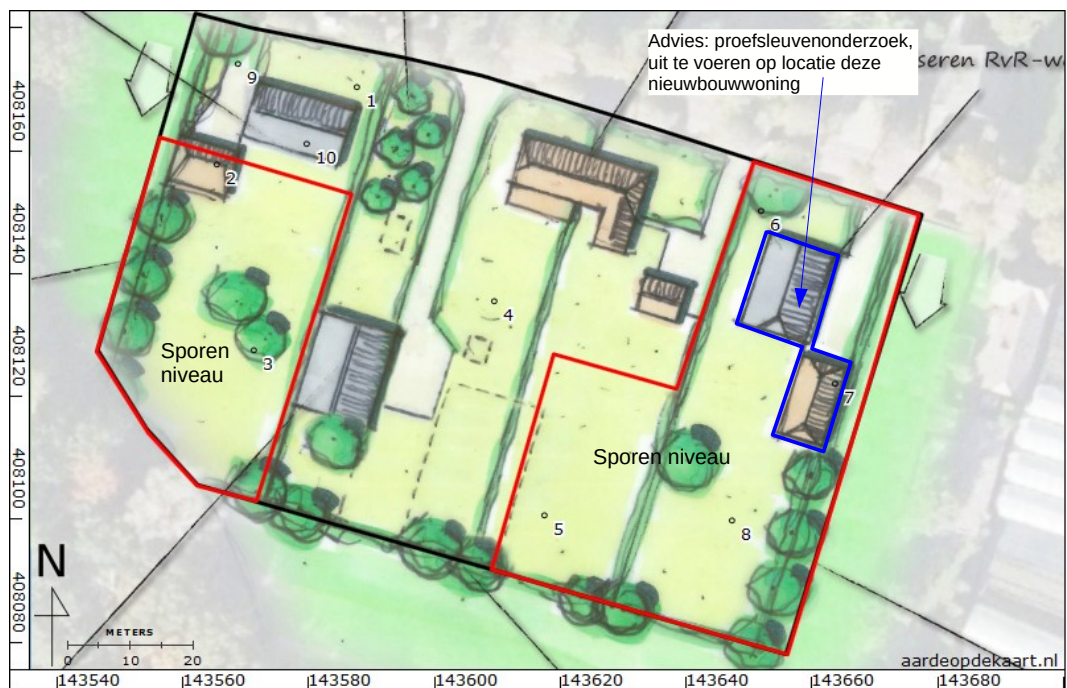 Advies: proefsleuvenonderzoek,
uit te voeren op locatie deze
nieuwbouwwoning
seren RvR-w
9
1
10
2
6
4
Sporen
niveau
3
7
Sporen niveau
5
8
N
METERS
0 10 20
aardeopdekaart.nl
408160
408140
408120
408100
408080
143540 143560 143580 143600 143620 143640 143660